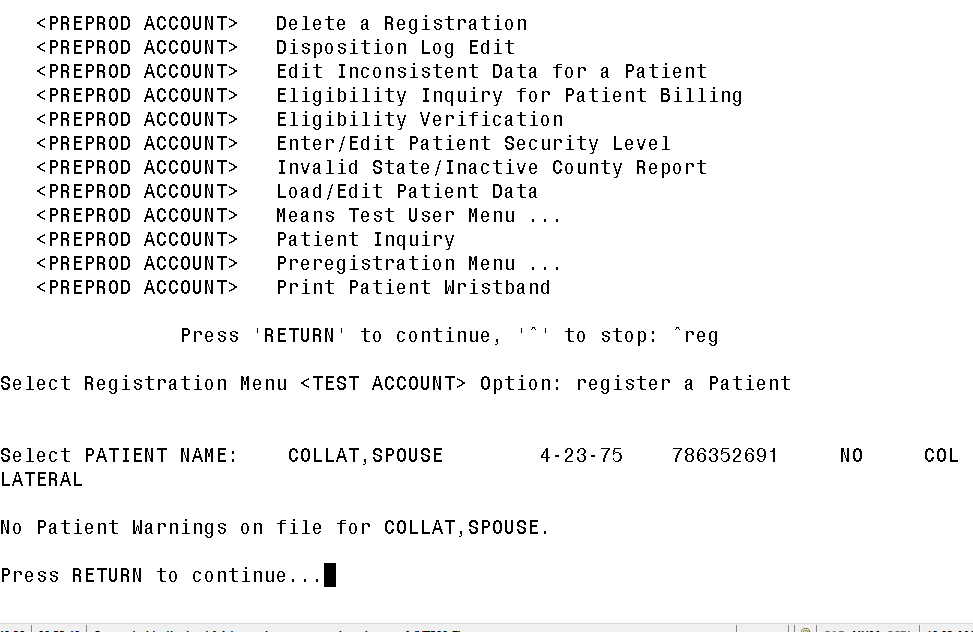 <PREPROD ACCOUNT> Delete a Registration
<PREPROD ACCOUNT> Disposition Log Edit
<PREPROD ACCOUNT> Edit Inconsistent Data for a Patient
<PREPROD ACCOUNT> Eligibility Inquiry for Patient Billing
<PREPROD ACCOUNT> Eligibility Verification
<PREPROD ACCOUNT> Enter/Edit Patient Security Level
<PREPROD ACCOUNT> Invalid State/Inactive County Report
<PREPROD ACCOUNT> Load/Edit Patient Data
<PREPROD ACCOUNT> Means Test User Menu ...
<PREPROD ACCOUNT> Patient Inquiry
<PREPROD ACCOUNT> Preregistration Menu ...
<PREPROD ACCOUNT> Print Patient Wristband
Press 'RETURN' to continue, '^' to stop: ^reg
Select Registration Menu <TEST ACCOUNT> Option: register a Patient
Select PATIENT NAME: COLLAT,SPOUSE 4-23-75 786352691 NO COL
LATERAL
No Patient Warnings on file for COLLAT,SPOUSE.
Press RETURN to continue...